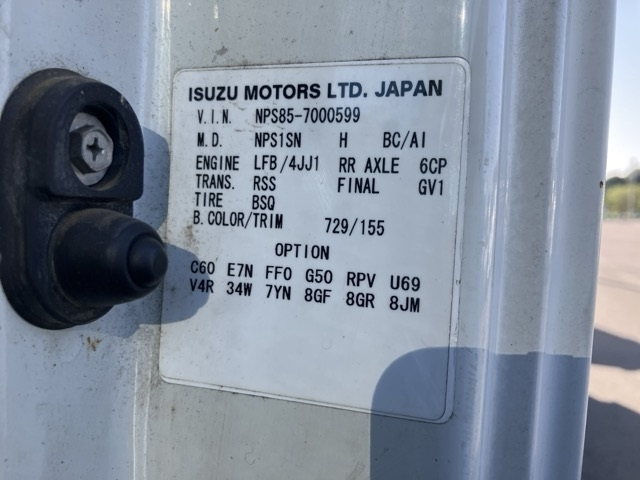 ISUZU MOTORS LTD. JAPAN
V.I.N. NPS85-7000599
M.D. NPS1SN H BC/AI
ENGINE LFB/4JJ1 RR AXLE 6CP
TRANS. RSS FINAL GV1
TIRE BSQ
B.COLOR/TRIM 729/155
OPTION
C60 E7N FF0 G50 RPV U69
V4R 34W 7YN 8GF 8GR 8JM